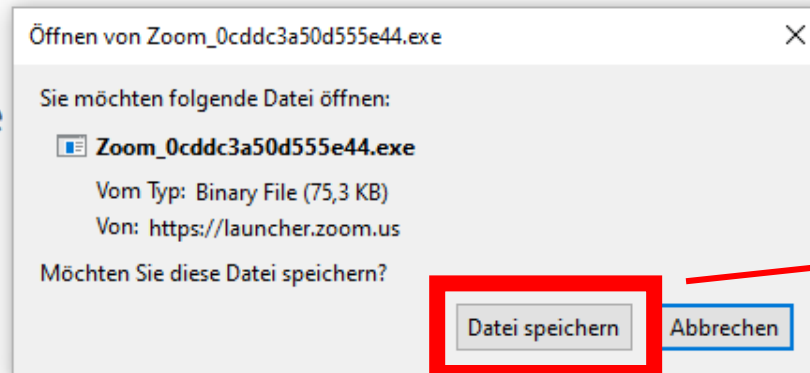 Öffnen von Zoom_0cddc3a50d555e44.exe
Sie möchten folgende Datei öffnen:
Zoom_0cddc3a50d555e44.exe
Vom Typ: Binary File (75,3 KB)
Von: https://launcher.zoom.us
Möchten Sie diese Datei speichern?
Datei speichern Abbrechen